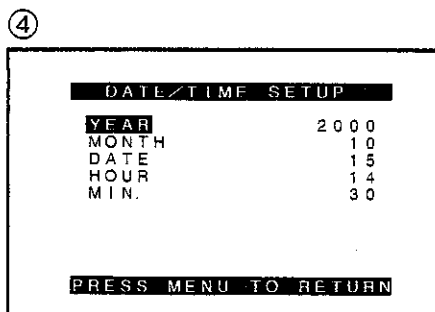 ④
DATE/TIME SETUP
YEAR 2000
MONTH 10
DATE 15
HOUR 14
MIN. 30
PRESS MENU TO RETURN